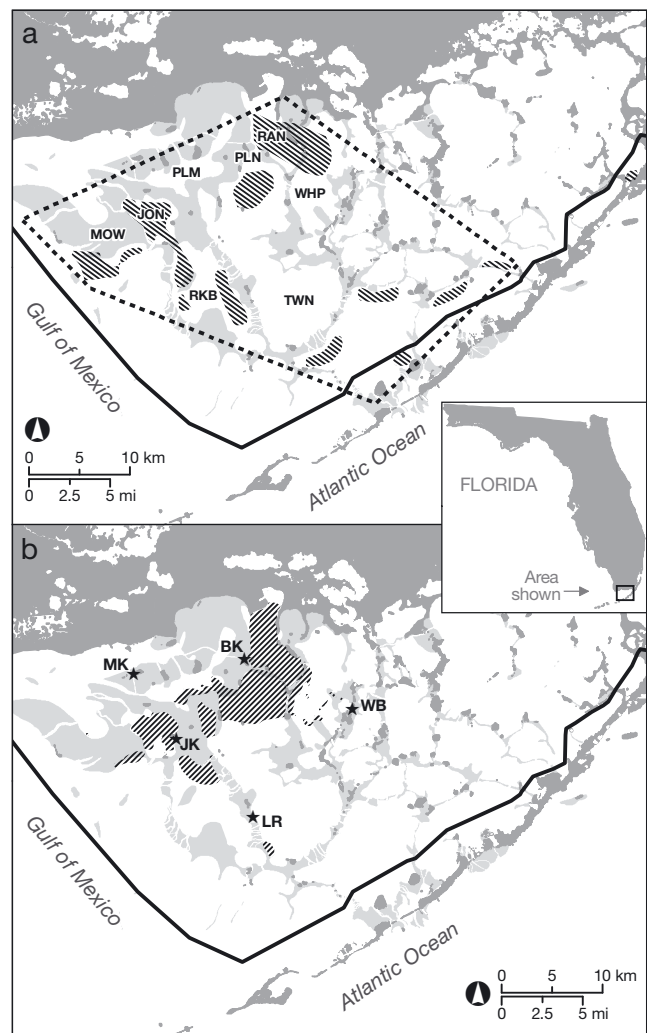 a
RAN
PLN
PLM
WHP
JON
MOW
RKB
TWN
Gulf of Mexico
Atlantic Ocean
0 5 10 km
0 2.5 5 mi
FLORIDA
Area
shown
b
BK
MK
WB
JK
LR
Gulf of Mexico
Atlantic Ocean
0 5 10 km
0 2.5 5 mi